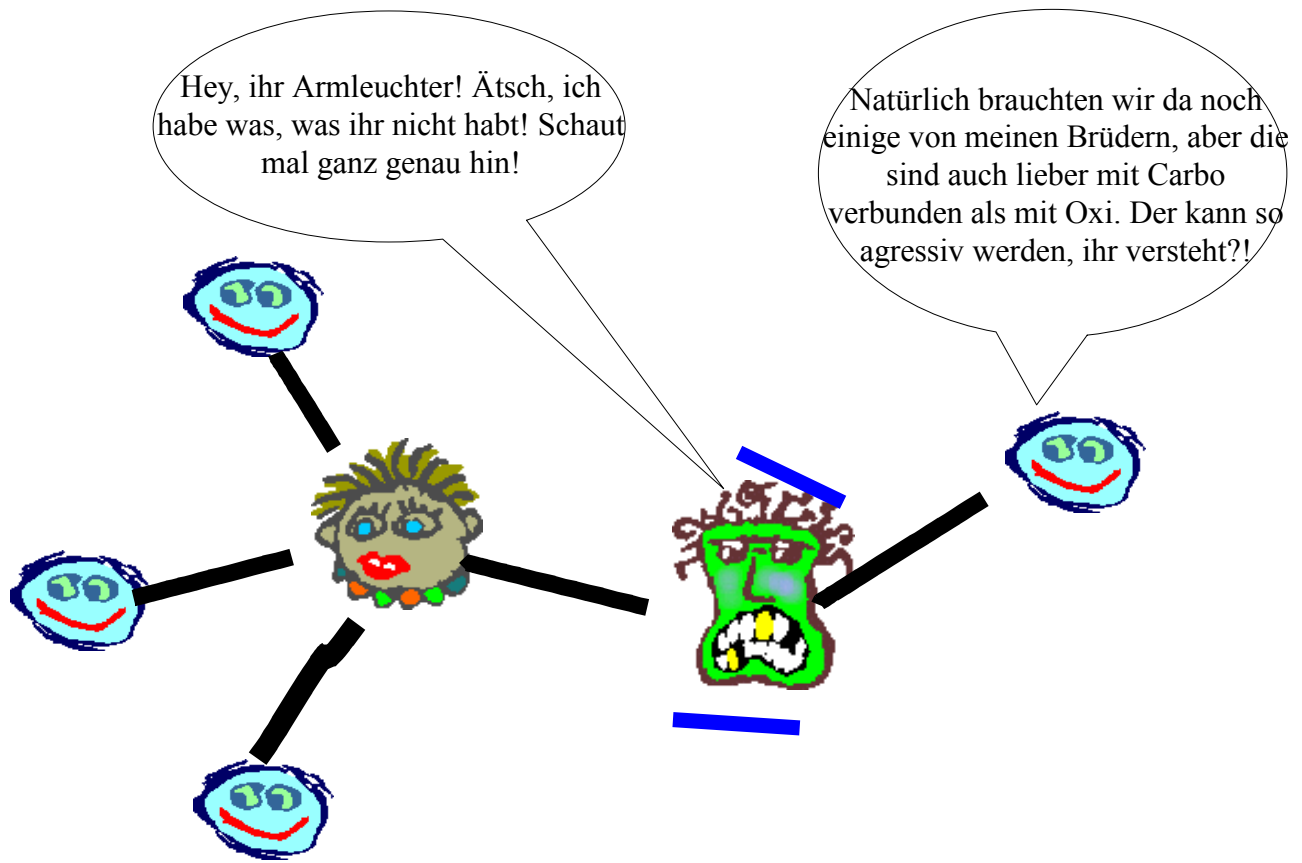 Hey, ihr Armleuchter! Ätsch, ich
habe was, was ihr nicht habt! Schaut
mal ganz genau hin!
Natürlich brauchten wir da noch
einige von meinen Brüdern, aber die
sind auch lieber mit Carbo
verbunden als mit Oxi. Der kann so
agressiv werden, ihr versteht?!